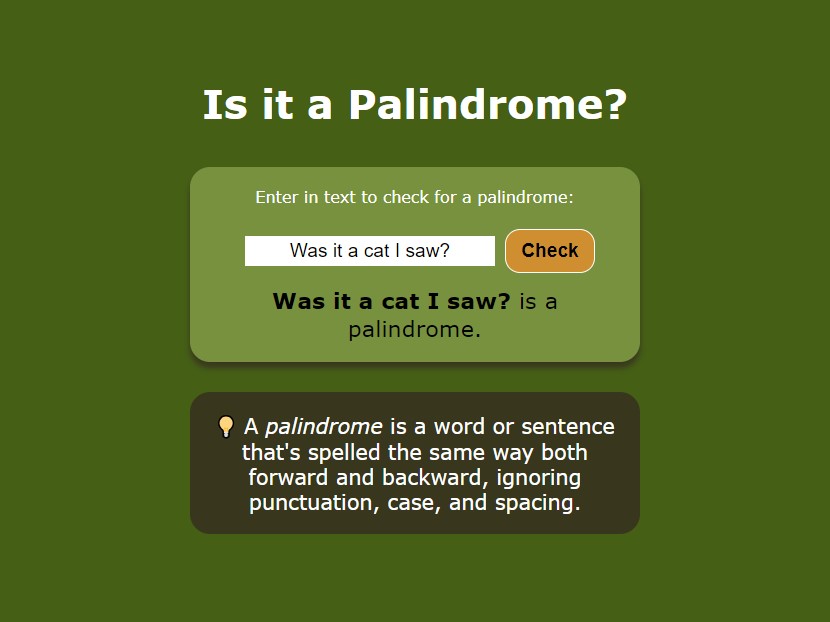 Is it a Palindrome?
Enter in text to check for a palindrome:
Was it a cat I saw?
Check
Was it a cat I saw? is a
palindrome.
A palindrome is a word or sentence
that's spelled the same way both
forward and backward, ignoring
punctuation, case, and spacing.